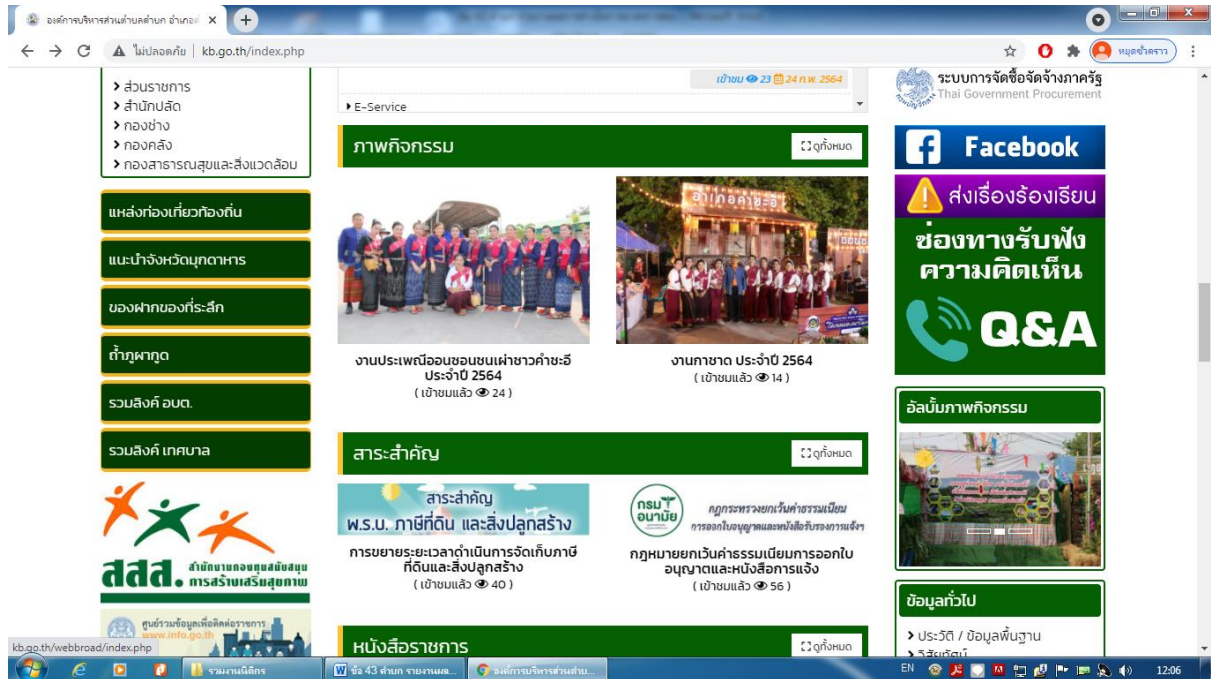 องค์การบริหารส่วนตำบลคำบก อำเภอค
ไม่ปลอดภัย | kb.go.th/index.php
หยุดชั่วคราว
ส่วนราชการ
สำนักปลัด
กองช่าง
กองคลัง
กองสาธารณสุขและสิ่งแวดล้อม
แหล่งท่องเที่ยวท้องถิ่น
แนะนำจังหวัดมุกดาหาร
ของฝากของที่ระลึก
ถ้ำภูผากูด
รวมลิงค์ อบต.
รวมลิงค์ เทศบาล
สสส. สำนักงานกองทุนสนับสนุน
การสร้างเสริมสุขภาพ
ศูนย์รวมข้อมูลเพื่อติดต่อราชการ
www.info.go.th
เข้าชม 23 24 ก.พ. 2564
E-Service
ภาพกิจกรรม
ดูทั้งหมด
อำเภอคำชะอี
งานประเพณีออนซอนชนเผ่าชาวคำชะอี
ประจำปี 2564
( เข้าชมแล้ว 24 )
งานกาชาด ประจำปี 2564
( เข้าชมแล้ว 14 )
สาระสำคัญ
ดูทั้งหมด
สาระสำคัญ
พ.ร.บ. ภาษีที่ดิน และสิ่งปลูกสร้าง
การขยายระยะเวลาดำเนินการจัดเก็บภาษี
ที่ดินและสิ่งปลูกสร้าง
( เข้าชมแล้ว 40 )
กรมอนามัย
กฎกระทรวงยกเว้นค่าธรรมเนียม
การออกใบอนุญาตและหนังสือรับรองการแจ้งฯ
กฎหมายยกเว้นค่าธรรมเนียมการออกใบ
อนุญาตและหนังสือการแจ้ง
( เข้าชมแล้ว 56 )
หนังสือราชการ
ดูทั้งหมด
ระบบการจัดซื้อจัดจ้างภาครัฐ
Thai Government Procurement
Facebook
ส่งเรื่องร้องเรียน
ช่องทางรับฟัง
ความคิดเห็น
Q&A
อัลบั้มภาพกิจกรรม
ข้อมูลทั่วไป
ประวัติ / ข้อมูลพื้นฐาน
วิสัยทัศน์
kb.go.th/webbroad/index.php
รวมงานนิติกร
ข้อ 43 คำบก รายงานผล...
องค์การบริหารส่วนตำบ...
EN
12:06